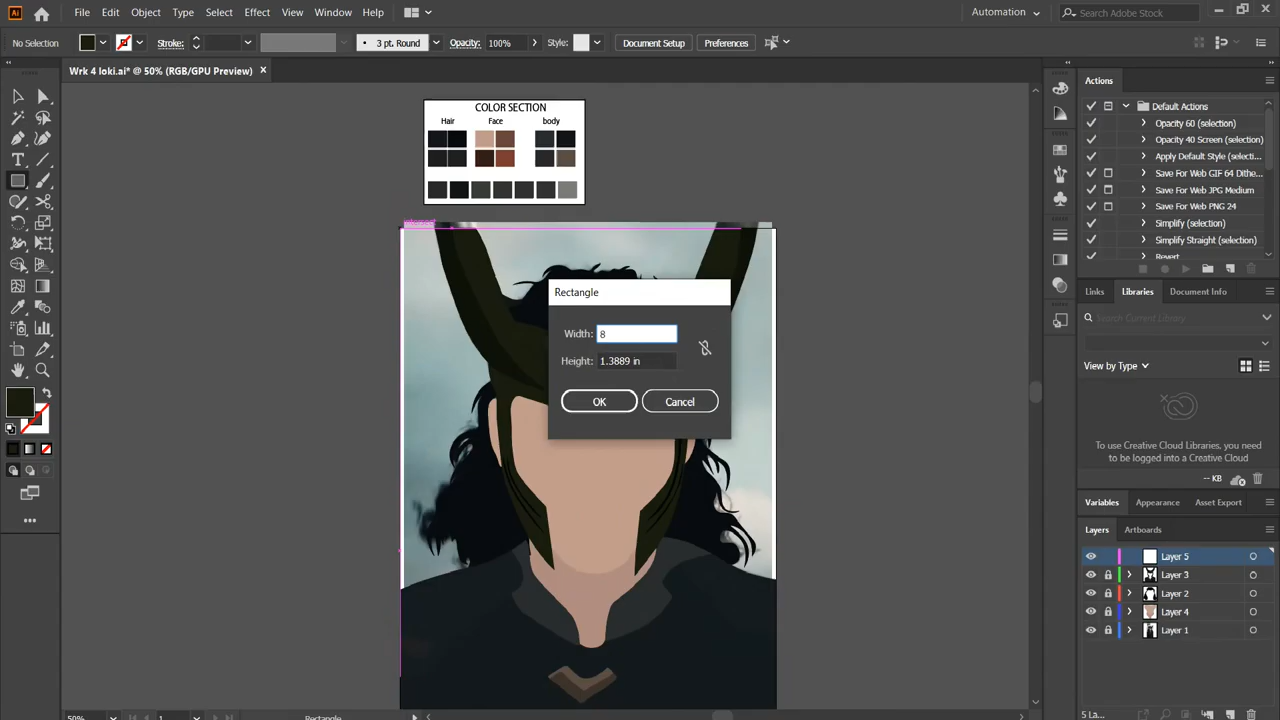 Ai File Edit Object Type Select Effect View Window Help Automation Search Adobe Stock
No Selection Stroke: 3 pt. Round Opacity: 100% Style: Document Setup Preferences
Wrk 4 loki.ai* @ 50% (RGB/GPU Preview) ×
COLOR SECTION
Hair Face body
Rectangle
Width: 8
Height: 1.3889 in
OK Cancel
Actions
Default Actions
Opacity 60 (selection)
Opacity 40 Screen (selection)
Apply Default Style (selecti...
Save For Web GIF 64 Dithe...
Save For Web JPG Medium
Save For Web PNG 24
Simplify (selection)
Simplify Straight (selection)
Revert
Links Libraries Document Info
Search Current Library
View by Type
To use Creative Cloud Libraries, you need
to be logged into a Creative Cloud
-- KB
Variables Appearance Asset Export
Layers Artboards
Layer 5
Layer 3
Layer 2
Layer 4
Layer 1
5 La...
50% 1 Rectangle